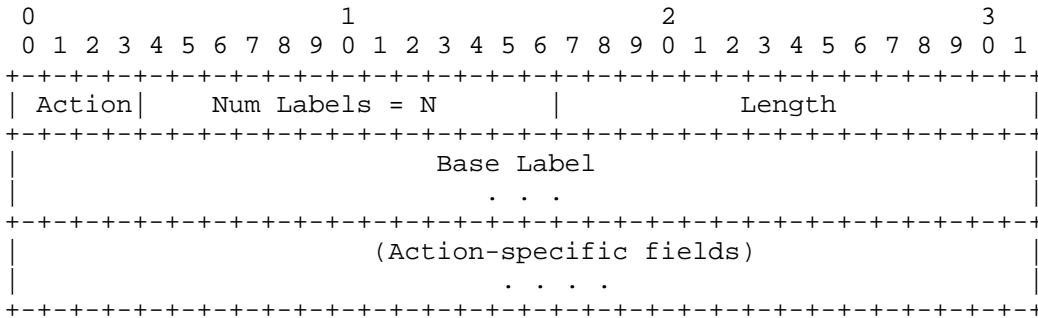 0                   1                   2                   3
 0 1 2 3 4 5 6 7 8 9 0 1 2 3 4 5 6 7 8 9 0 1 2 3 4 5 6 7 8 9 0 1
+-+-+-+-+-+-+-+-+-+-+-+-+-+-+-+-+-+-+-+-+-+-+-+-+-+-+-+-+-+-+-+-+
| Action|    Num Labels = N       |           Length            |
+-+-+-+-+-+-+-+-+-+-+-+-+-+-+-+-+-+-+-+-+-+-+-+-+-+-+-+-+-+-+-+-+
|                          Base Label                           |
|                             . . .                             |
+-+-+-+-+-+-+-+-+-+-+-+-+-+-+-+-+-+-+-+-+-+-+-+-+-+-+-+-+-+-+-+-+
|                      (Action-specific fields)                 |
|                              . . . .                          |
+-+-+-+-+-+-+-+-+-+-+-+-+-+-+-+-+-+-+-+-+-+-+-+-+-+-+-+-+-+-+-+-+